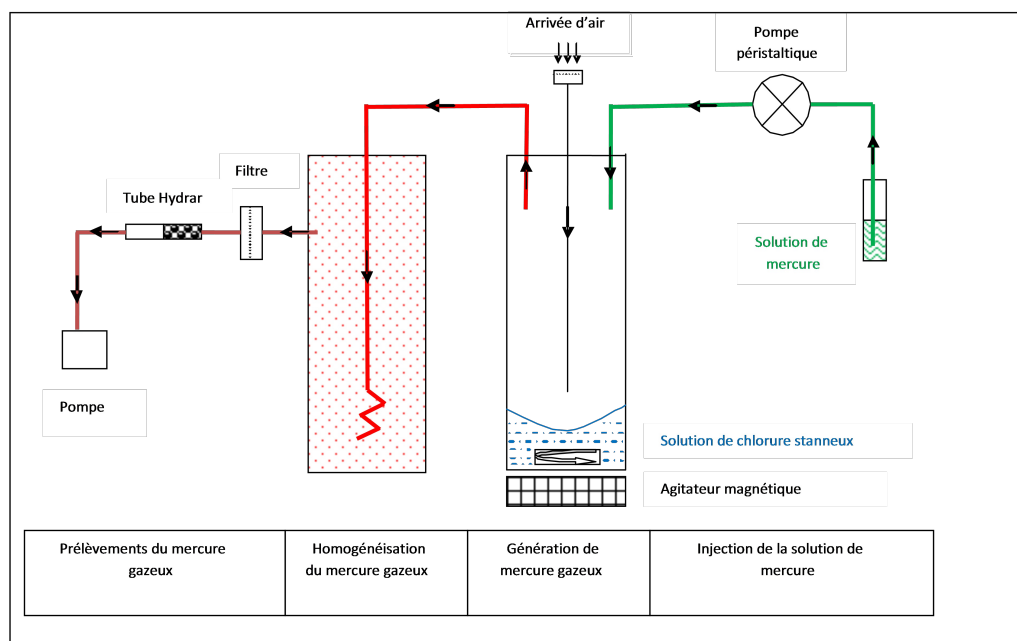 Arrivée d’air
Pompe
péristaltique
Filtre
Tube Hydrar
Solution de
mercure
Pompe
Solution de chlorure stanneux
Agitateur magnétique
Prélèvements du mercure
gazeux
Homogénéisation
du mercure gazeux
Génération de
mercure gazeux
Injection de la solution de
mercure